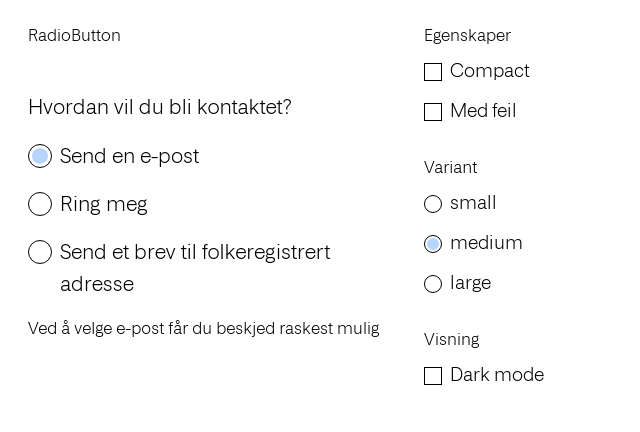 RadioButton
Hvordan vil du bli kontaktet?
Send en e-post
Ring meg
Send et brev til folkeregistrert
adresse
Ved å velge e-post får du beskjed raskest mulig
Egenskaper
Compact
Med feil
Variant
small
medium
large
Visning
Dark mode